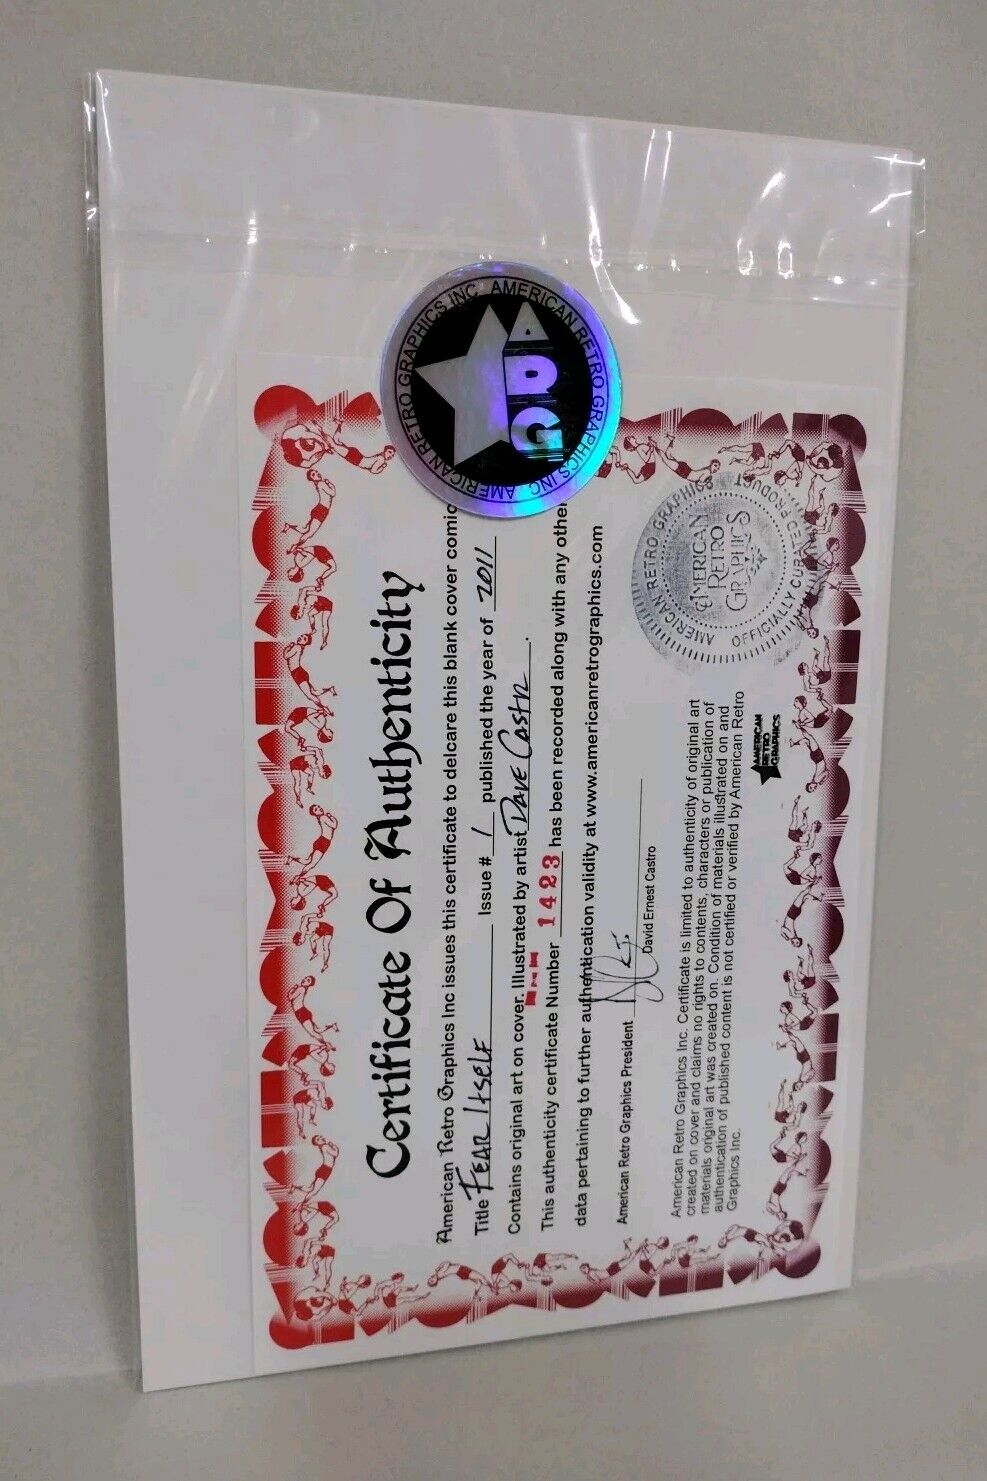 AMERICAN RETRO GRAPHICS INC. AMERICAN RETRO GRAPHICS INC.
ARG
Certificate Of Authenticity
American Retro Graphics Inc issues this certificate to delcare this blank cover comic
Title FEAR ITSELF Issue # 1 published the year of 2011
Contains original art on cover. Illustrated by artist DAVE CASTR.
This authenticity certificate Number 1423 has been recorded along with any other
data pertaining to further authentication validity at www.americanretrographics.com
American Retro Graphics President
David Ernest Castro
American Retro Graphics Inc. Certificate is limited to authenticity of original art
created on cover and claims no rights to contents, characters or publication of
materials original art was created on. Condition of materials illustrated on and
authentication of published content is not certified or verified by American Retro
Graphics Inc.
AMERICAN
RETRO
GRAPHICS
AMERICAN RETRO GRAPHICS
OFFICIALLY PRODUCT
AMERICAN
RETRO
GRAPHICS